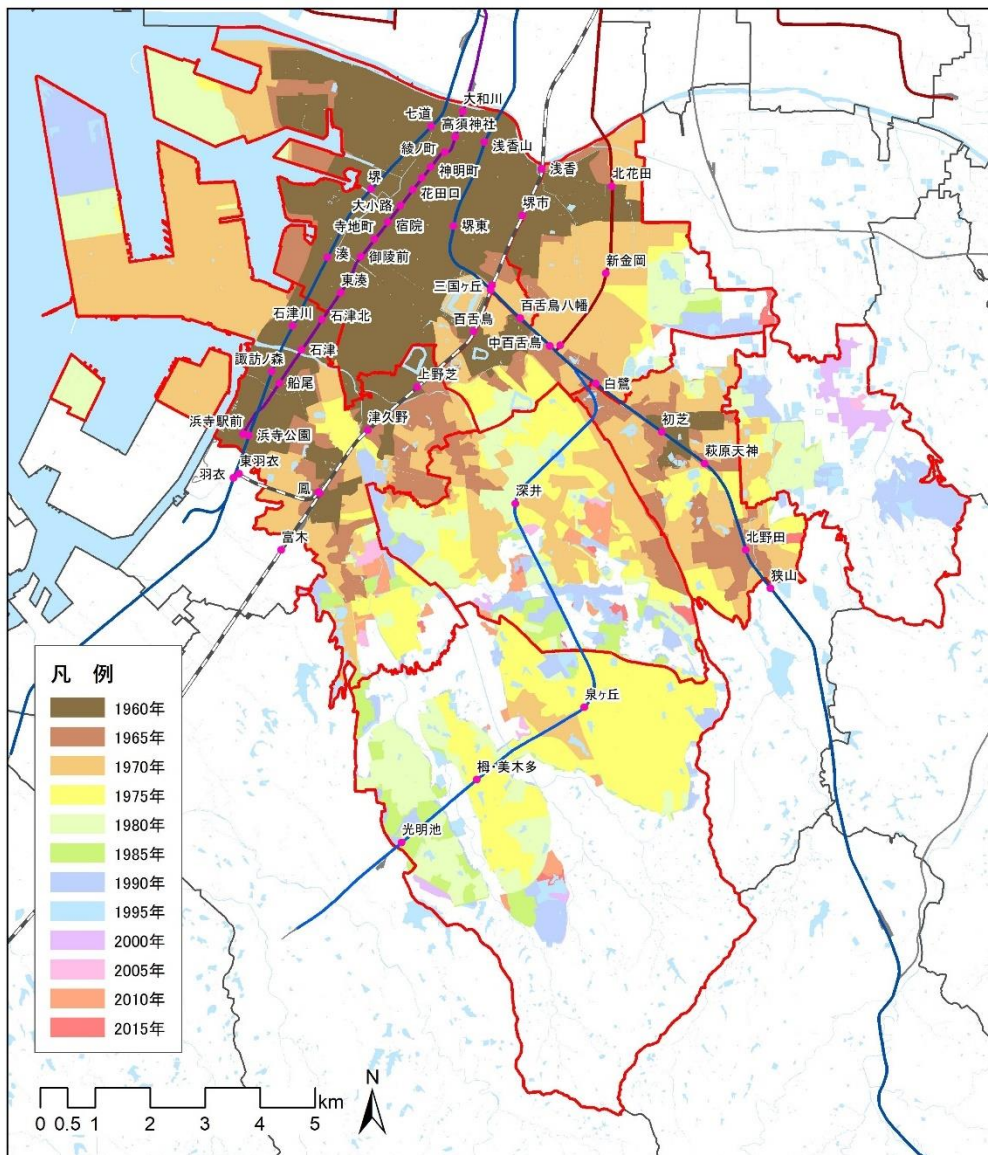 大和川
七道
高須神社
綾ノ町
浅香山
神明町
浅香
北花田
堺
花田口
大小路
堺市
寺地町
宿院
堺東
湊
御陵前
新金岡
三国ヶ丘
東湊
百舌鳥八幡
石津川
石津北
百舌鳥
中百舌鳥
石津
諏訪ノ森
船尾
上野芝
白鷺
浜寺駅前
浜寺公園
津久野
初芝
東羽衣
羽衣
萩原天神
鳳
深井
富木
北野田
狭山
泉ヶ丘
栂・美木多
光明池
凡 例
1960年
1965年
1970年
1975年
1980年
1985年
1990年
1995年
2000年
2005年
2010年
2015年
km
0 0.5 1 2 3 4 5
N